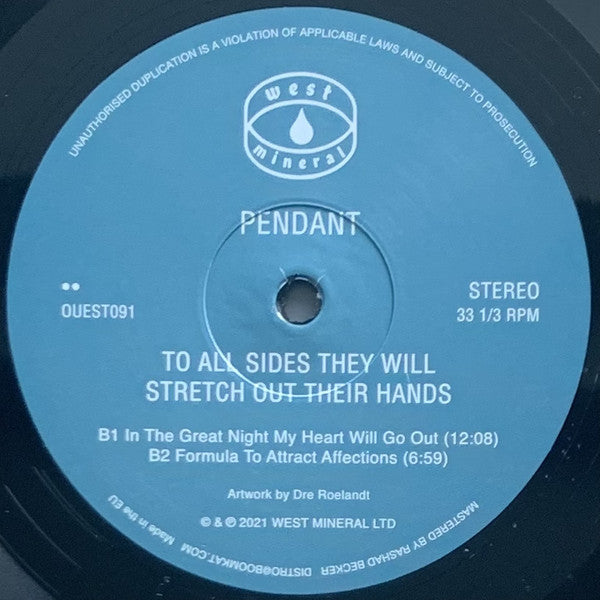 UNAUTHORISED DUPLICATION IS A VIOLATION OF APPLICABLE LAWS AND SUBJECT TO PROSECUTION
west
mineral
PENDANT
••
OUEST091
STEREO
33 1/3 RPM
TO ALL SIDES THEY WILL
STRETCH OUT THEIR HANDS
B1 In The Great Night My Heart Will Go Out (12:08)
B2 Formula To Attract Affections (6:59)
Artwork by Dre Roelandt
© & ℗ 2021 WEST MINERAL LTD
Made in the EU
DISTRO@BOOMKAT.COM
MASTERED BY RASHAD BECKER